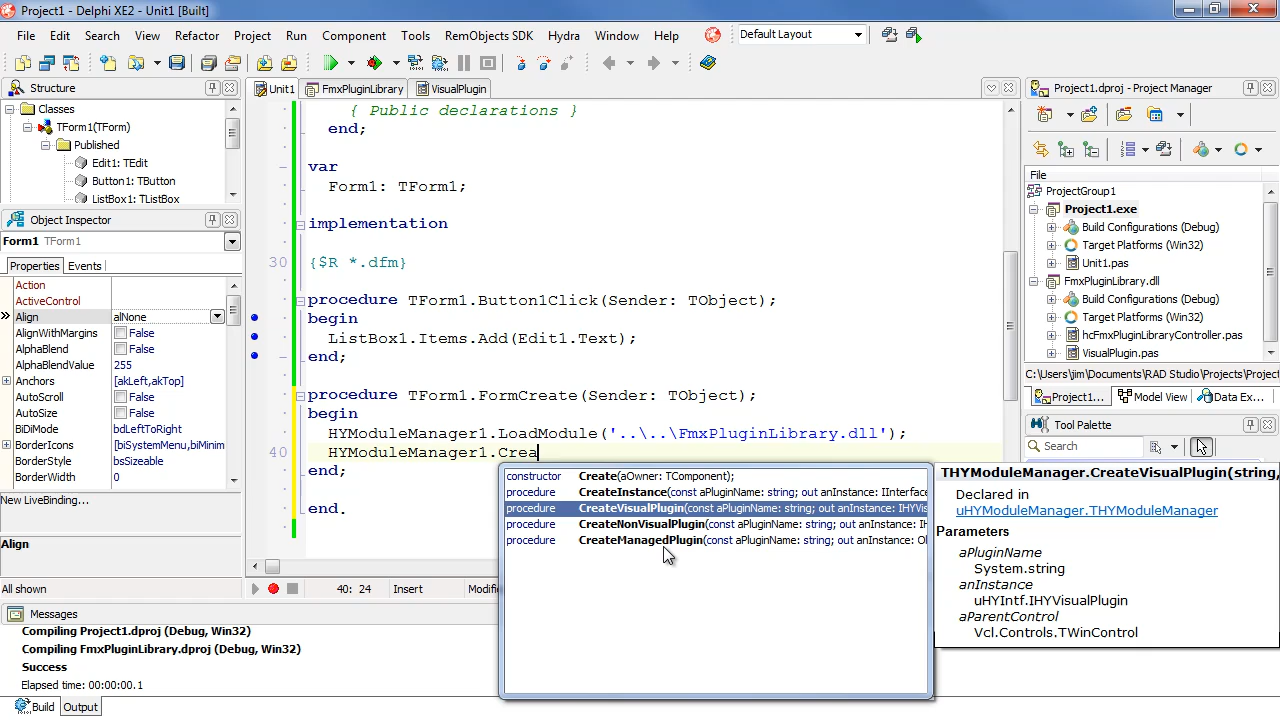 Project1 - Delphi XE2 - Unit1 [Built]
File Edit Search View Refactor Project Run Component Tools RemObjects SDK Hydra Window Help Default Layout
Structure
Classes
TForm1(TForm)
Published
Edit1: TEdit
Button1: TButton
ListBox1: TListBox
Object Inspector
Form1 TForm1
Properties Events
Action
ActiveControl
Align alNone
AlignWithMargins False
AlphaBlend False
AlphaBlendValue 255
Anchors [akLeft,akTop]
AutoScroll False
AutoSize False
BiDiMode bdLeftToRight
BorderIcons [biSystemMenu,biMinim
BorderStyle bsSizeable
BorderWidth 0
New LiveBinding...
Align
All shown
Unit1 FmxPluginLibrary VisualPlugin
{ Public declarations }
end;
var
Form1: TForm1;
implementation
30 {$R *.dfm}
procedure TForm1.Button1Click(Sender: TObject);
begin
ListBox1.Items.Add(Edit1.Text);
end;
procedure TForm1.FormCreate(Sender: TObject);
begin
HYModuleManager1.LoadModule('..\..\FmxPluginLibrary.dll');
40 HYModuleManager1.Crea
end;
end.
constructor Create(aOwner: TComponent);
procedure CreateInstance(const aPluginName: string; out anInstance: IInterface
procedure CreateVisualPlugin(const aPluginName: string; out anInstance: IHYVis
procedure CreateNonVisualPlugin(const aPluginName: string; out anInstance: IH
procedure CreateManagedPlugin(const aPluginName: string; out anInstance: Ol
THYModuleManager.CreateVisualPlugin(string,
Declared in
uHYModuleManager.THYModuleManager
Parameters
aPluginName
System.string
anInstance
uHYIntf.IHYVisualPlugin
aParentControl
Vcl.Controls.TWinControl
40: 24 Insert Modifi
Project1.dproj - Project Manager
File
ProjectGroup1
Project1.exe
Build Configurations (Debug)
Target Platforms (Win32)
Unit1.pas
FmxPluginLibrary.dll
Build Configurations (Debug)
Target Platforms (Win32)
hcFmxPluginLibraryController.pas
VisualPlugin.pas
C:\Users\jim\Documents\RAD Studio\Projects\Project
Project1... Model View Data Ex...
Tool Palette
Search
Messages
Compiling Project1.dproj (Debug, Win32)
Compiling FmxPluginLibrary.dproj (Debug, Win32)
Success
Elapsed time: 00:00:00.1
Build Output